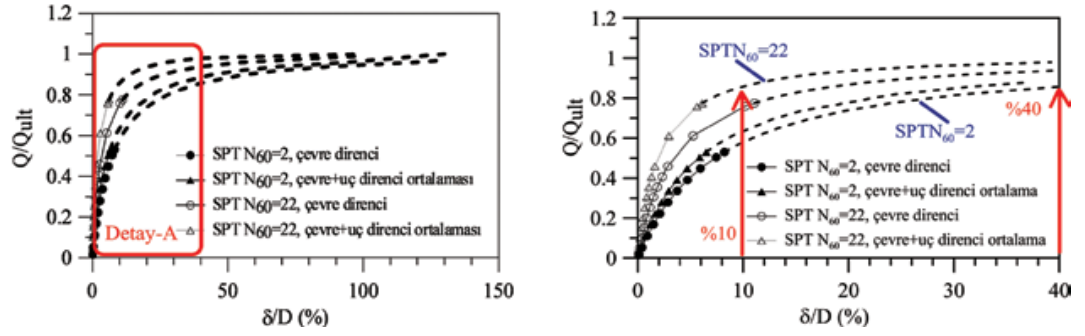 Q/Qult
1
0.8
0.6
0.4
0.2
0
SPT N60=2, çevre direnci
SPT N60=2, çevre+uç direnci ortalaması
SPT N60=22, çevre direnci
SPT N60=22, çevre+uç direnci ortalaması
Detay-A
0
50
100
150
δ/D (%)
Q/Qult
1
0.8
0.6
0.4
0.2
0
SPTN60=22
%40
SPTN60=2
SPT N60=2, çevre direnci
SPT N60=2, çevre+uç direnci ortalama
SPT N60=22, çevre direnci
SPT N60=22, çevre+uç direnci ortalama
%10
0
10
20
30
40
δ/D (%)